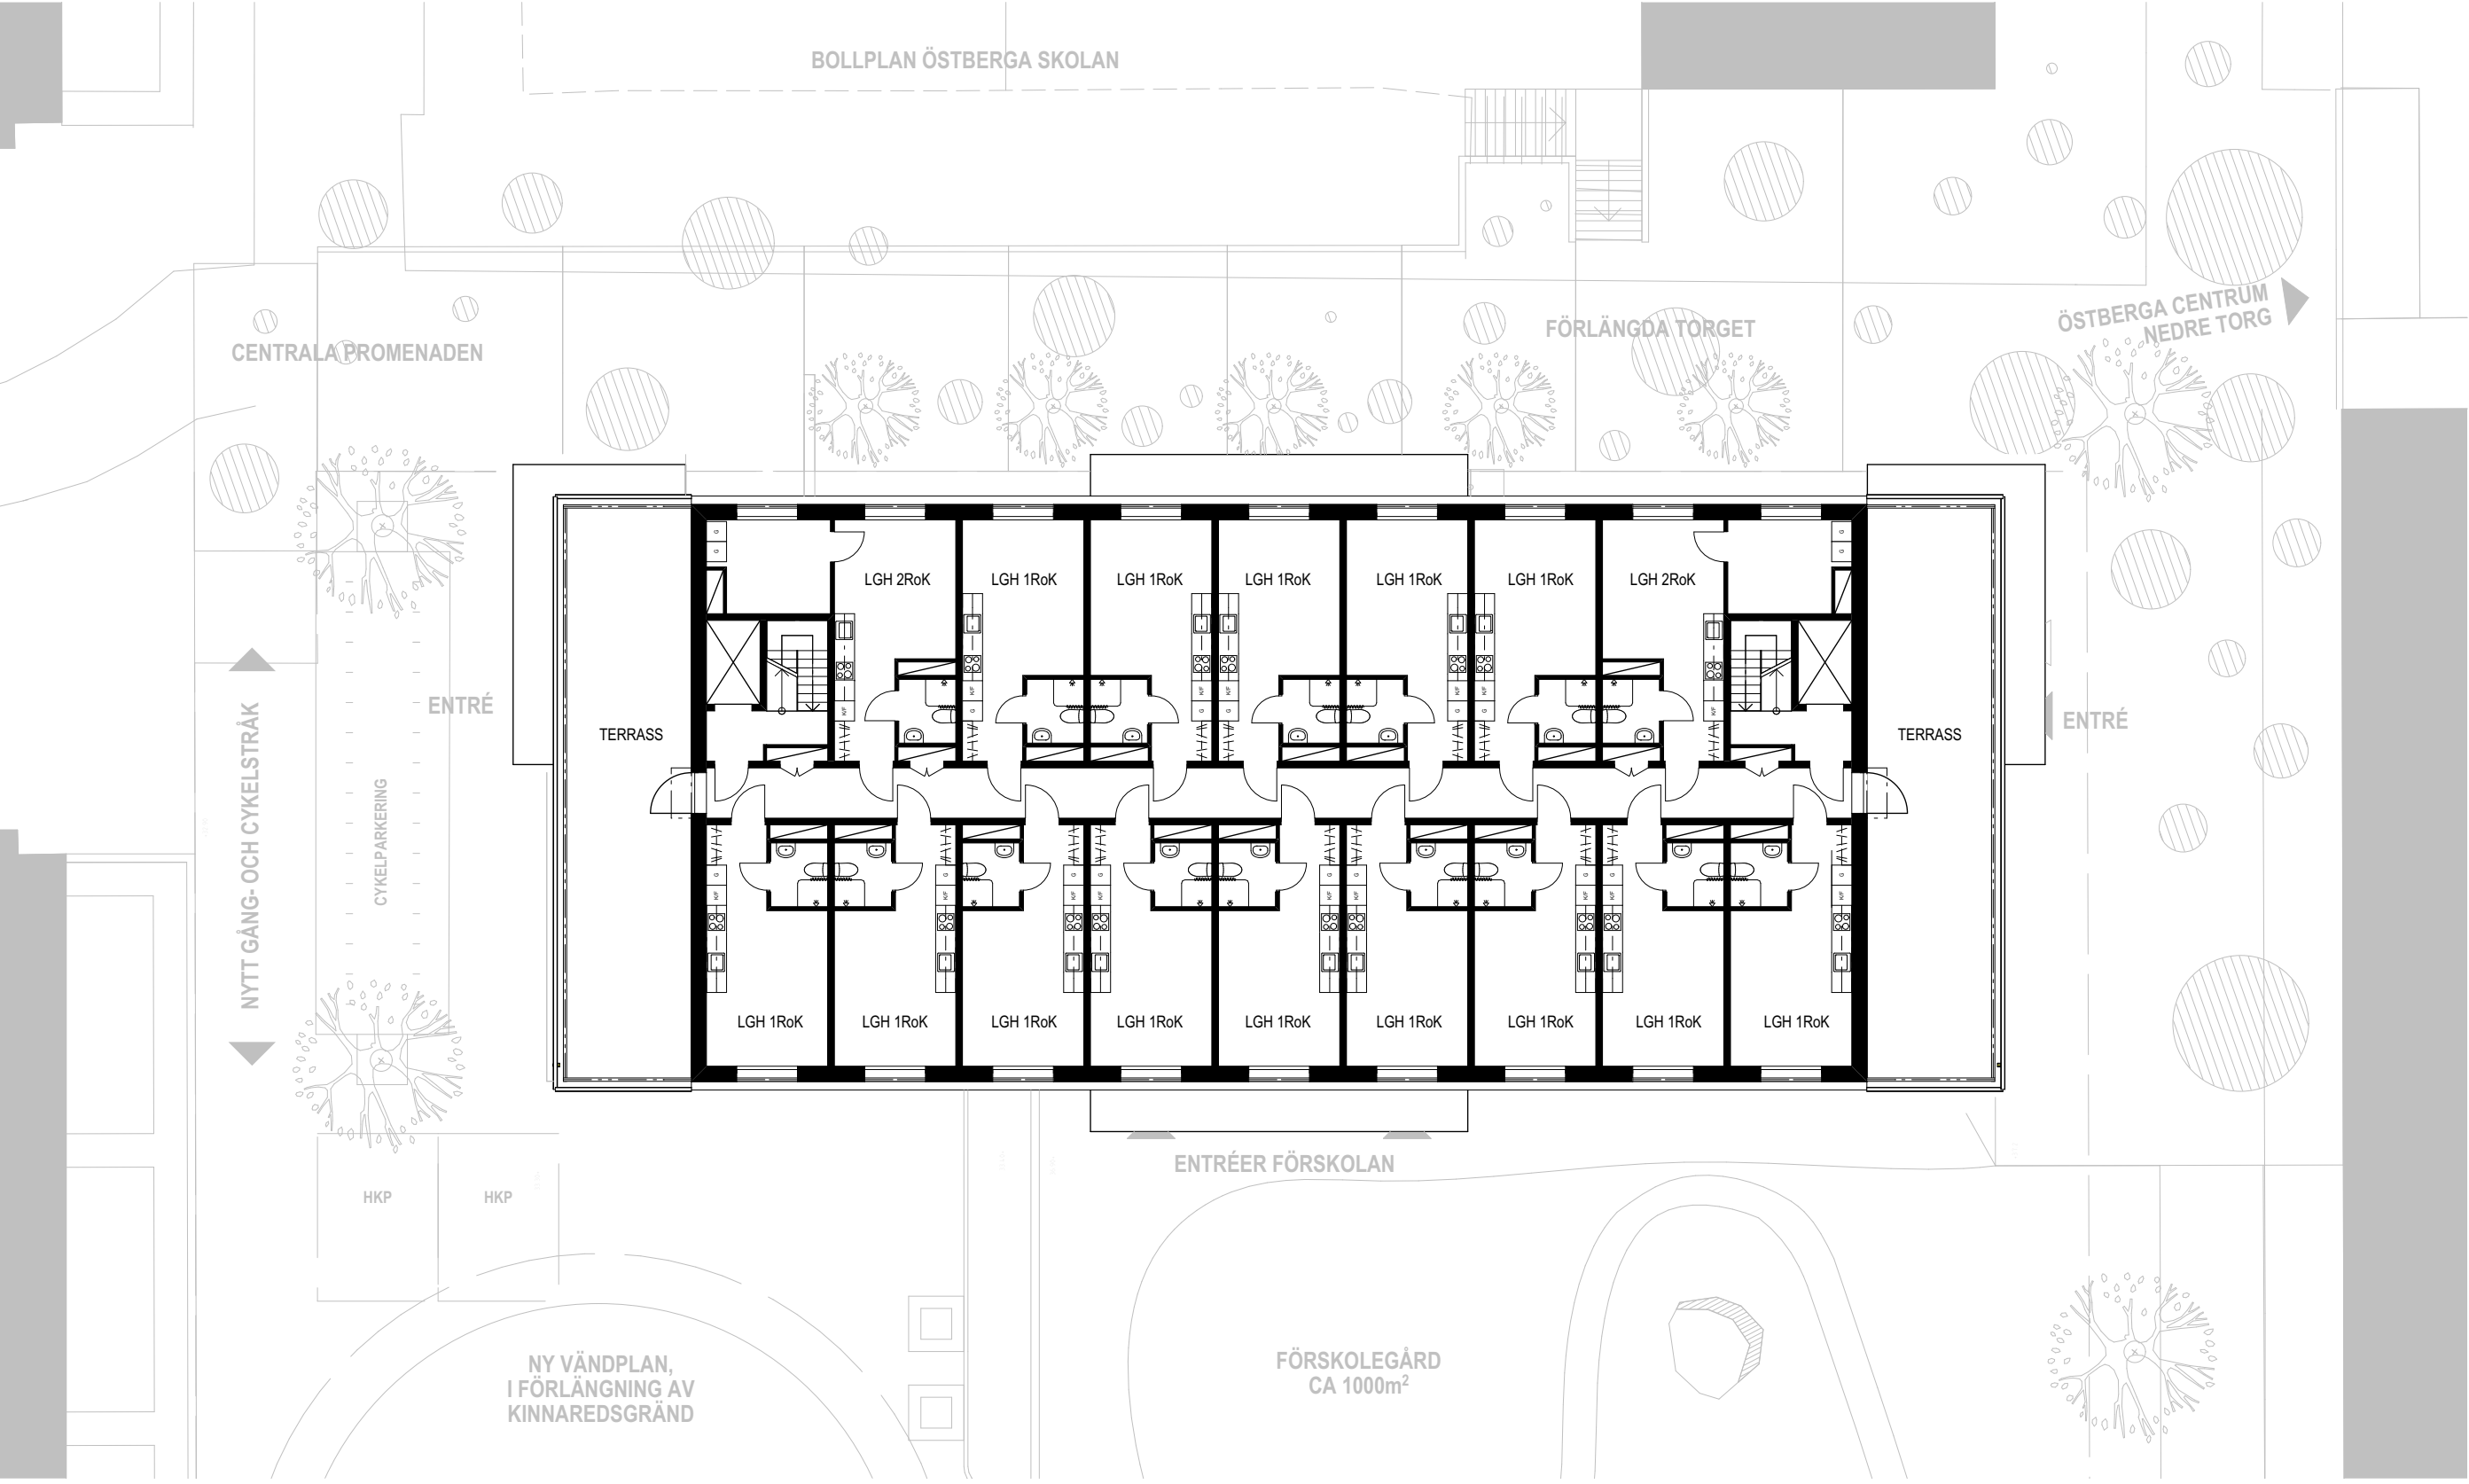 BOLLPLAN ÖSTBERGA SKOLAN
ÖSTBERGA CENTRUM
NEDRE TORG
FÖRLÄNGDA TORGET
CENTRALA PROMENADEN
G
G
G
G
LGH 2RoK
LGH 1RoK
LGH 1RoK
LGH 1RoK
LGH 1RoK
LGH 1RoK
LGH 2RoK
K/F
K/F
K/F
K/F
K/F
K/F
K/F
G
G
G
G
G
ENTRÉ
ENTRÉ
TERRASS
TERRASS
NYTT GÅNG- OCH CYKELSTRÅK
CYKELPARKERING
G
G
G
G
G
G
G
G
G
K/F
K/F
K/F
K/F
K/F
K/F
K/F
K/F
K/F
LGH 1RoK
LGH 1RoK
LGH 1RoK
LGH 1RoK
LGH 1RoK
LGH 1RoK
LGH 1RoK
LGH 1RoK
LGH 1RoK
ENTRÉER FÖRSKOLAN
HKP
HKP
NY VÄNDPLAN,
I FÖRLÄNGNING AV
KINNAREDSGRÄND
FÖRSKOLEGÅRD
CA 1000m²